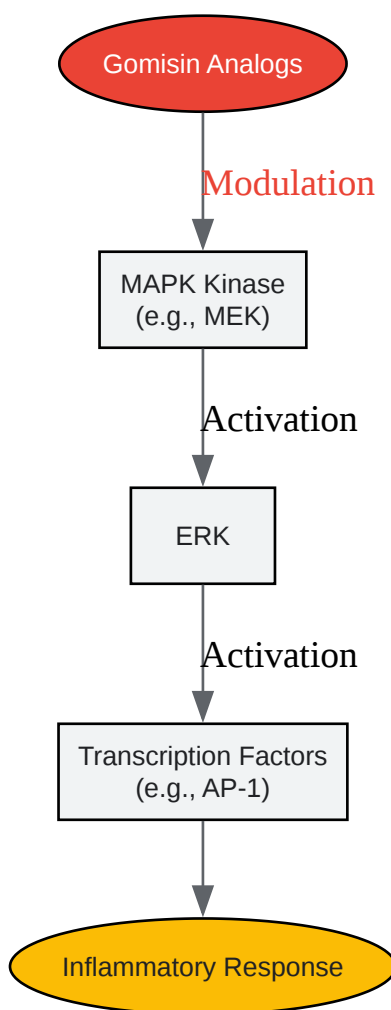 Gomisin Analogs
Modulation
MAPK Kinase
(e.g., MEK)
Activation
ERK
Activation
Transcription Factors
(e.g., AP-1)
Inflammatory Response